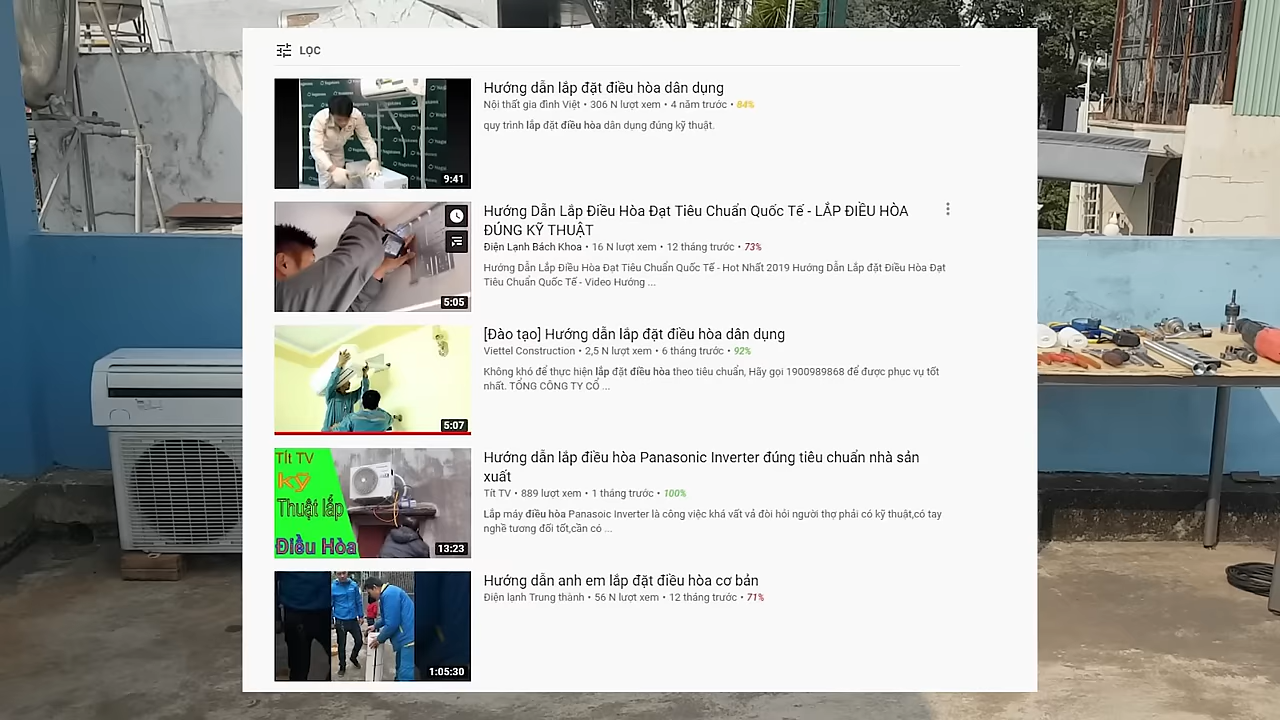 LỌC
Hướng dẫn lắp đặt điều hòa dân dụng
Nội thất gia đình Việt • 306 N lượt xem • 4 năm trước • 84%
quy trình lắp đặt điều hòa dân dụng đúng kỹ thuật.
9:41
Hướng Dẫn Lắp Điều Hòa Đạt Tiêu Chuẩn Quốc Tế - LẮP ĐIỀU HÒA
ĐÚNG KỸ THUẬT
Điện Lạnh Bách Khoa • 16 N lượt xem • 12 tháng trước • 73%
Hướng Dẫn Lắp Điều Hòa Đạt Tiêu Chuẩn Quốc Tế - Hot Nhất 2019 Hướng Dẫn Lắp đặt Điều Hòa Đạt
Tiêu Chuẩn Quốc Tế - Video Hướng ...
5:05
[Đào tạo] Hướng dẫn lắp đặt điều hòa dân dụng
Viettel Construction • 2,5 N lượt xem • 6 tháng trước • 92%
Không khó để thực hiện lắp đặt điều hòa theo tiêu chuẩn, Hãy gọi 1900989868 để được phục vụ tốt
nhất. TỔNG CÔNG TY CỔ ...
5:07
Tít TV
kỹ
Thuật lắp
Điều Hòa
13:23
Hướng dẫn lắp điều hòa Panasonic Inverter đúng tiêu chuẩn nhà sản
xuất
Tít TV • 889 lượt xem • 1 tháng trước • 100%
Lắp máy điều hòa Panasoic Inverter là công việc khá vất vả đòi hỏi người thợ phải có kỹ thuật,có tay
nghề tương đối tốt,cần có ...
Hướng dẫn anh em lắp đặt điều hòa cơ bản
Điện lạnh Trung thành • 56 N lượt xem • 12 tháng trước • 71%
1:05:30